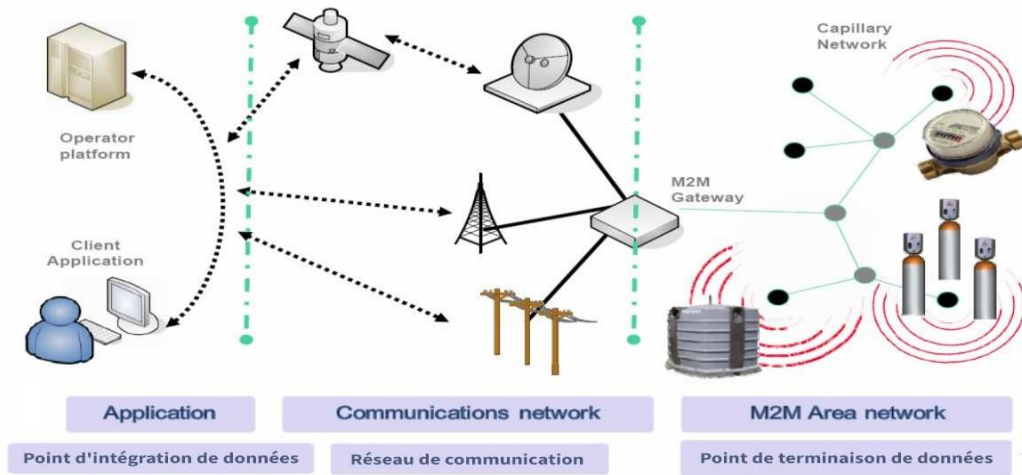 Operator
platform
Client
Application
M2M
Gateway
Capillary
Network
Application
Communications network
M2M Area network
Point d'intégration de données
Réseau de communication
Point de terminaison de données